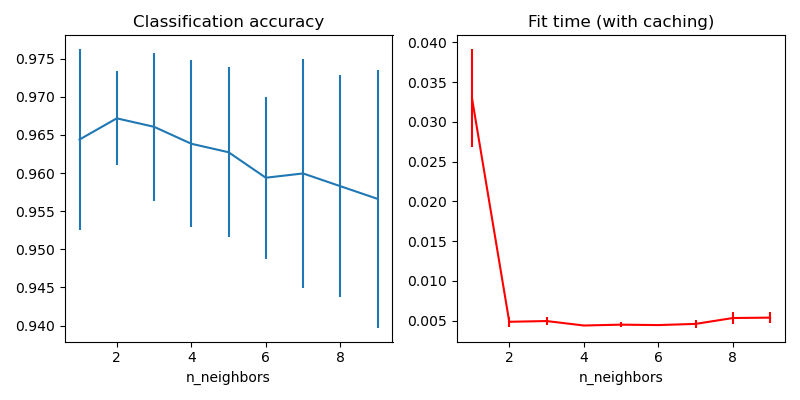 Classification accuracy
0.975
0.970
0.965
0.960
0.955
0.950
0.945
0.940
2 4 6 8
n_neighbors
Fit time (with caching)
0.040
0.035
0.030
0.025
0.020
0.015
0.010
0.005
2 4 6 8
n_neighbors